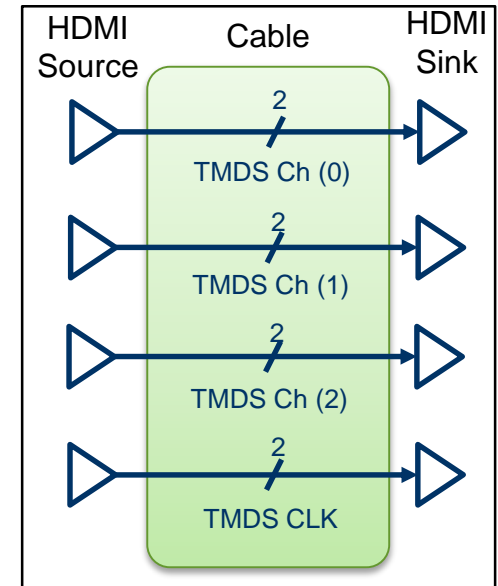 HDMI
Source
Cable
HDMI
Sink
2
TMDS Ch (0)
2
TMDS Ch (1)
2
TMDS Ch (2)
2
TMDS CLK